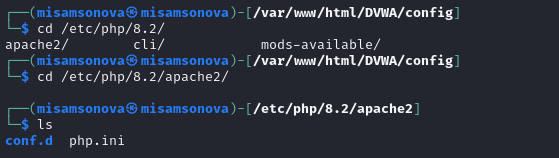 ┌──(misamsonova㉿misamsonova)-[/var/www/html/DVWA/config]
└─$ cd /etc/php/8.2/
apache2/        cli/            mods-available/
┌──(misamsonova㉿misamsonova)-[/var/www/html/DVWA/config]
└─$ cd /etc/php/8.2/apache2/
┌──(misamsonova㉿misamsonova)-[/etc/php/8.2/apache2]
└─$ ls
conf.d  php.ini